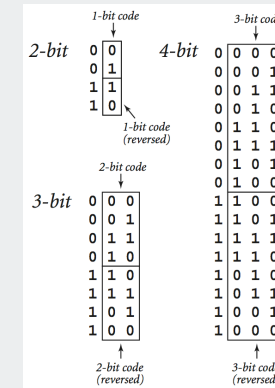 1-bit code
2-bit
0 0
0 1
1 1
1 0
1-bit code
(reversed)
2-bit code
3-bit
0 0 0
0 0 1
0 1 1
0 1 0
1 1 0
1 1 1
1 0 1
1 0 0
2-bit code
(reversed)
3-bit code
4-bit
0 0 0 0
0 0 0 1
0 0 1 1
0 0 1 0
0 1 1 0
0 1 1 1
0 1 0 1
0 1 0 0
1 1 0 0
1 1 0 1
1 1 1 1
1 1 1 0
1 0 1 0
1 0 1 1
1 0 0 1
1 0 0 0
3-bit code
(reversed)